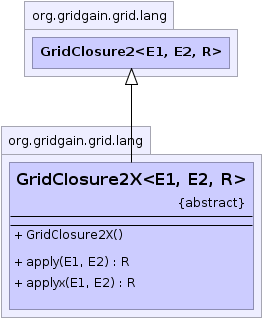 org.gridgain.grid.lang
GridClosure2<E1, E2, R>
org.gridgain.grid.lang
GridClosure2X<E1, E2, R>
{abstract}
+ GridClosure2X()
+ apply(E1, E2) : R
+ applyx(E1, E2) : R